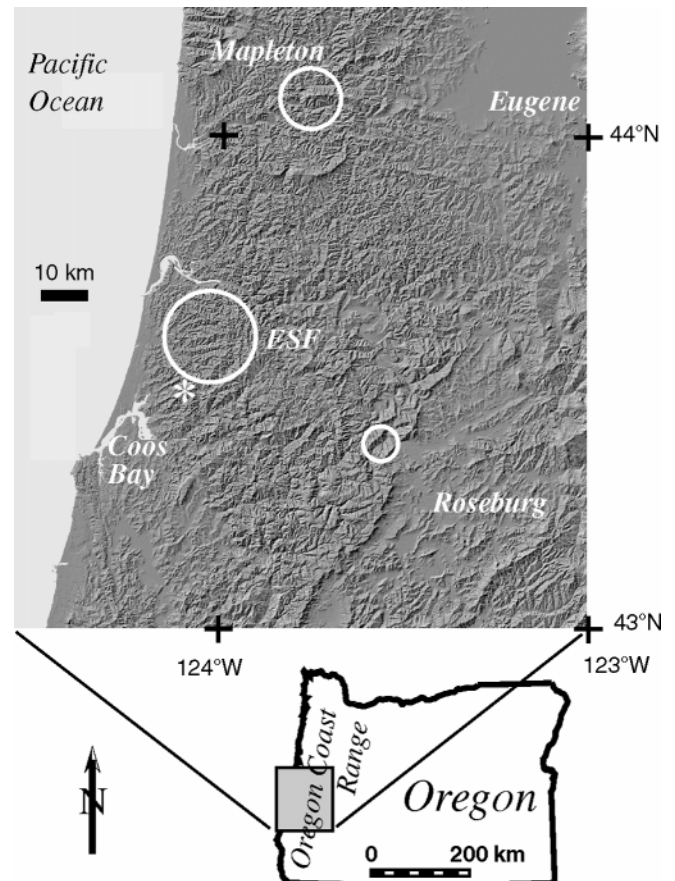 Mapleton
Pacific
Ocean
Eugene
44°N
10 km
ESF
*
Coos
Bay
Roseburg
43°N
124°W
123°W
Oregon Coast
Range
Oregon
N
0 200 km